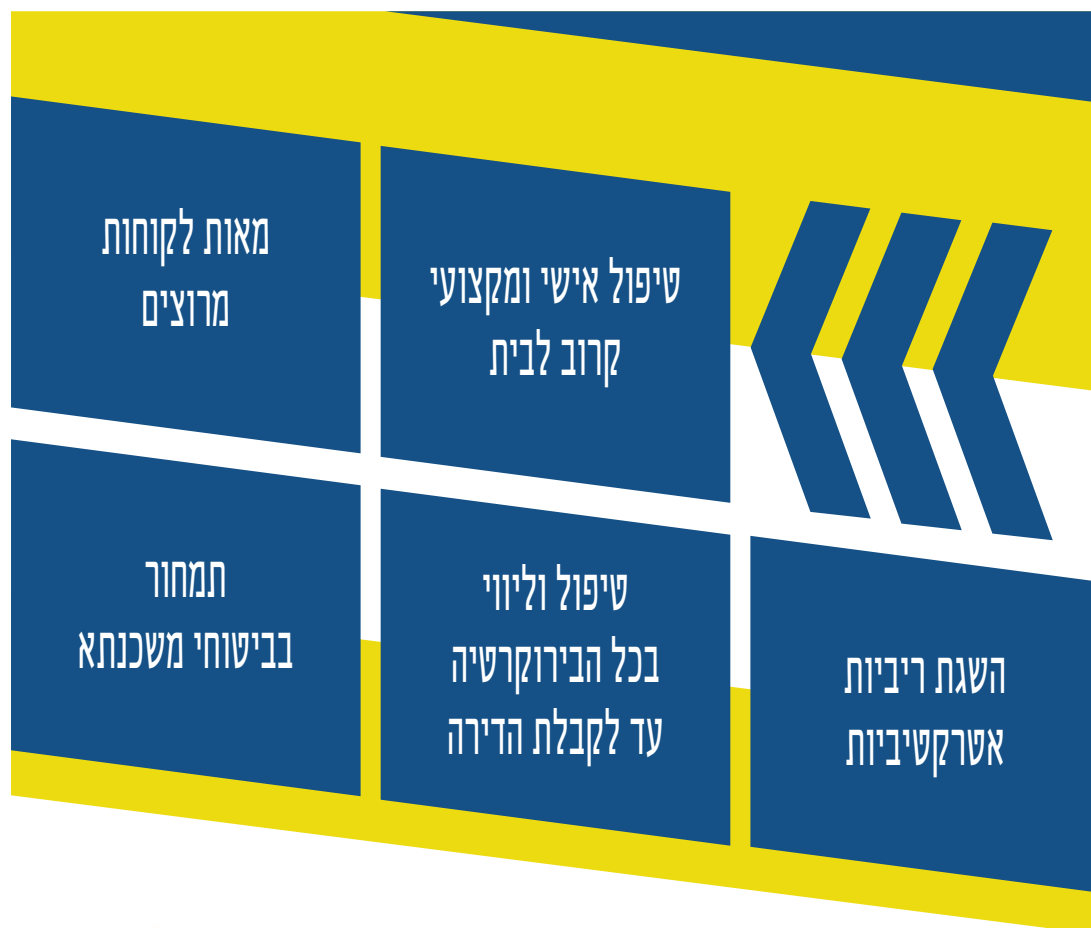 טיפול אישי ומקצועי
קרוב לבית
מאות לקוחות
מרוצים
השגת ריביות
אטרקטיביות
טיפול וליווי
בכל הבירוקרטיה
עד לקבלת הדירה
תמחור
בביטוחי משכנתא